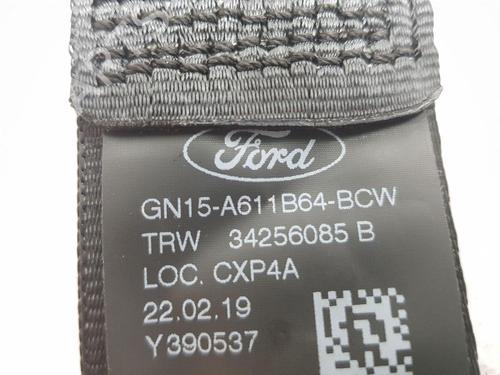 Ford
GN15-A611B64-BCW
TRW 34256085 B
LOC. CXP4A
22.02.19
Y390537